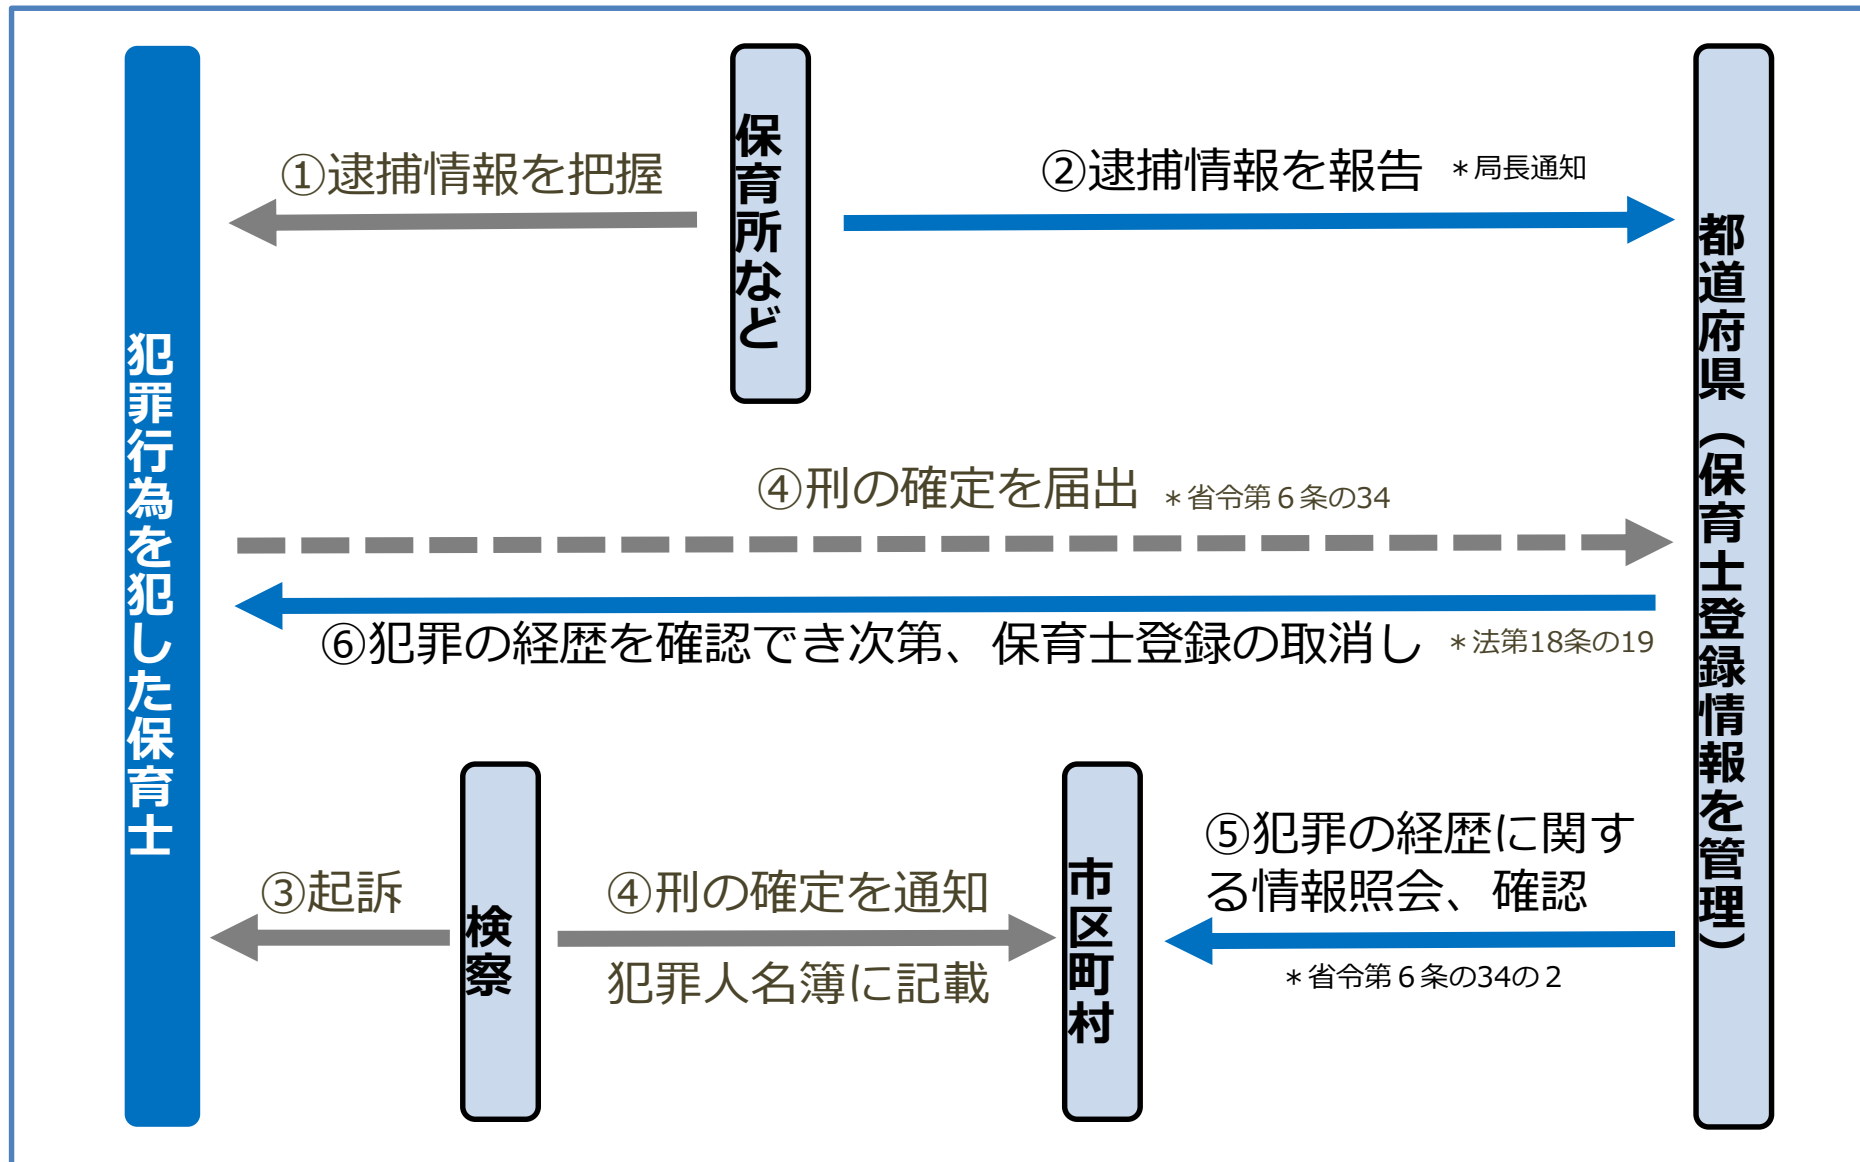 犯罪行為を犯した保育士
保育所など
都道府県（保育士登録情報を管理）
①逮捕情報を把握
②逮捕情報を報告 ＊局長通知
④刑の確定を届出 ＊省令第６条の34
⑥犯罪の経歴を確認でき次第、保育士登録の取消し ＊法第18条の19
検察
市区町村
③起訴
④刑の確定を通知
犯罪人名簿に記載
⑤犯罪の経歴に関す
る情報照会、確認
＊省令第６条の34の２